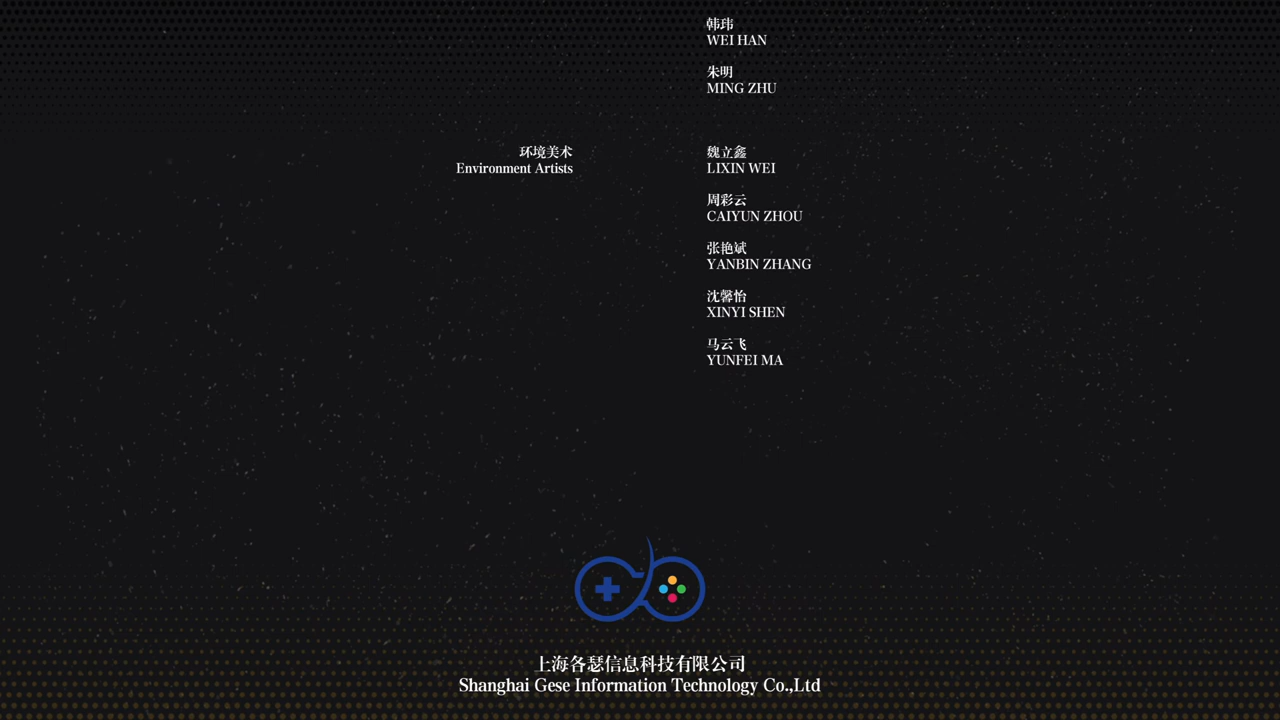 韩玮
WEI HAN
朱明
MING ZHU
环境美术
Environment Artists
魏立鑫
LIXIN WEI
周彩云
CAIYUN ZHOU
张艳斌
YANBIN ZHANG
沈馨怡
XINYI SHEN
马云飞
YUNFEI MA
上海各瑟信息科技有限公司
Shanghai Gese Information Technology Co.,Ltd